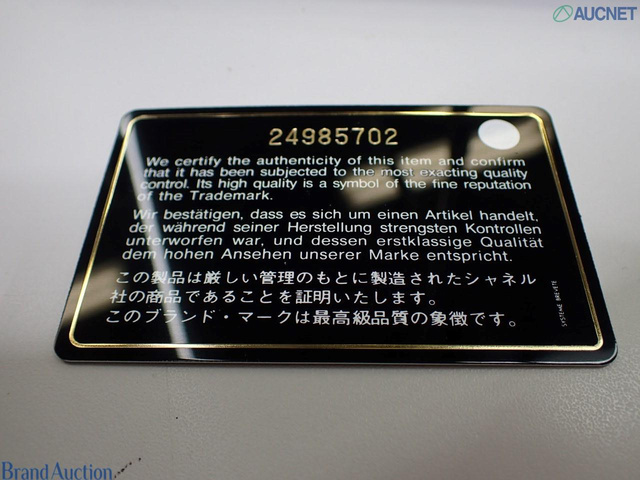 AUCNET
24985702
We certify the authenticity of this item and confirm
that it has been subjected to the most exacting quality
control. Its high quality is a symbol of the fine reputation
of the Trademark.
Wir bestätigen, dass es sich um einen Artikel handelt,
der während seiner Herstellung strengsten Kontrollen
unterworfen war, und dessen erstklassige Qualität
dem hohen Ansehen unserer Marke entspricht.
この製品は厳しい管理のもとに製造されたシャネル
社の商品であることを証明いたします。
このブランド・マークは最高級品質の象徴です。
SYSTEME BREVETE
BrandAuction